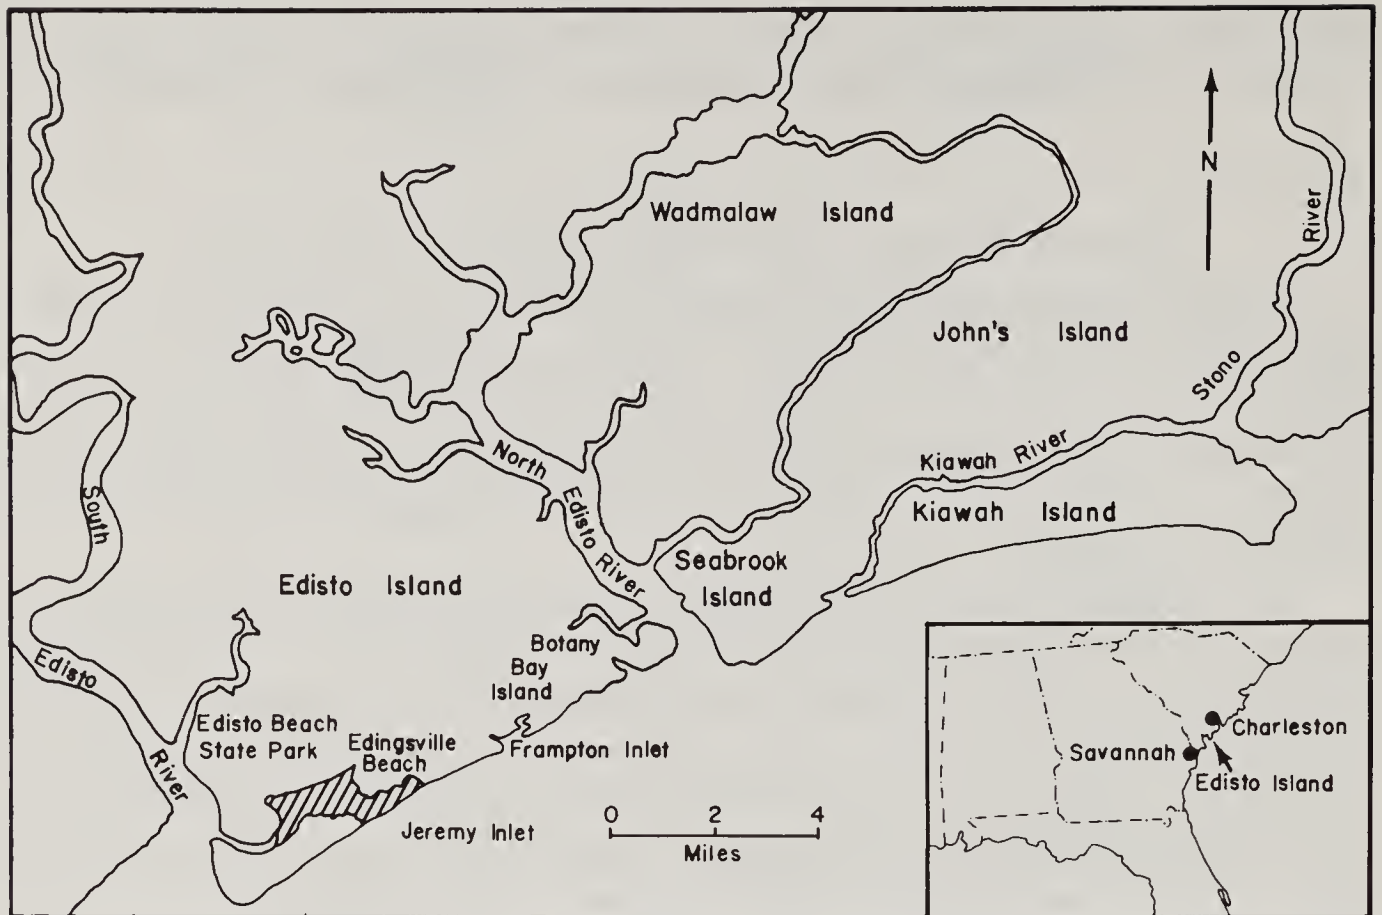 Wadmalaw Island
N
River
Stono
John's Island
Kiawah River
Kiawah Island
North
Edisto River
South
Seabrook
Island
Edisto Island
Botany
Bay
Island
Edisto
River
Edisto Beach
State Park
Edingsville
Beach
Frampton Inlet
Jeremy Inlet
0 2 4
Miles
Charleston
Savannah
Edisto Island